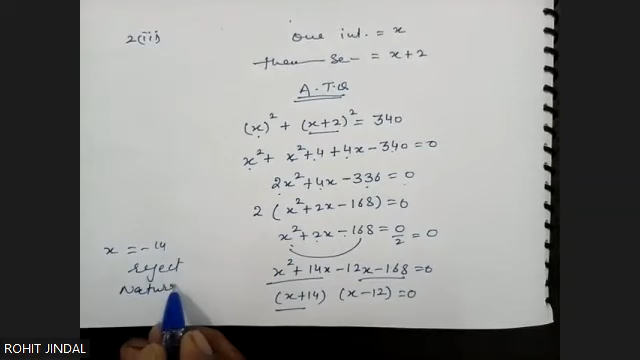 2(iii)
One int. = x
then se = x+2
A.T.Q
(x)² + (x+2)² = 340
x² + x² + 4 + 4x - 340 = 0
2x² + 4x - 336 = 0
2 (x² + 2x - 168) = 0
x² + 2x - 168 = 0/2 = 0
x² + 14x - 12x - 168 = 0
(x+14) (x-12) = 0
x = -14
reject
Natur
ROHIT JINDAL